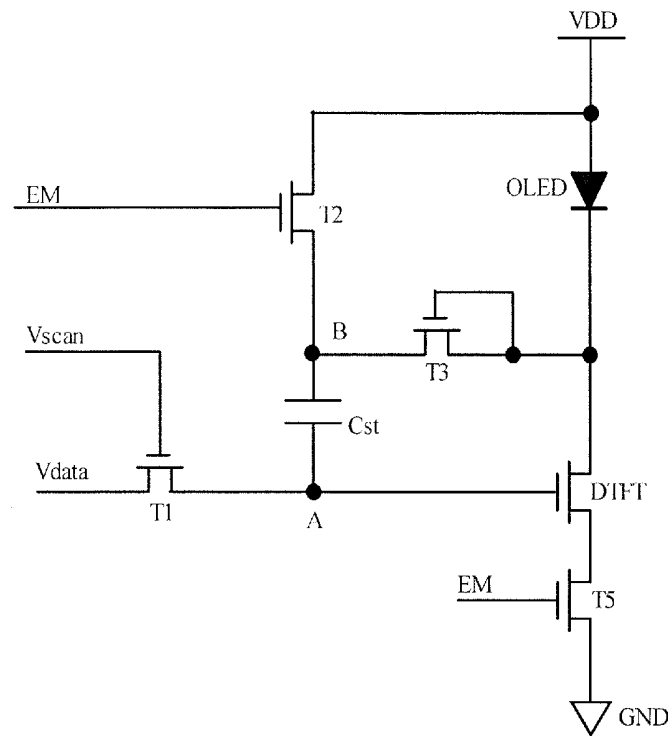 VDD
OLED
EM
T2
B
Vscan
T3
Cst
Vdata
T1
A
DTFT
EM
T5
GND